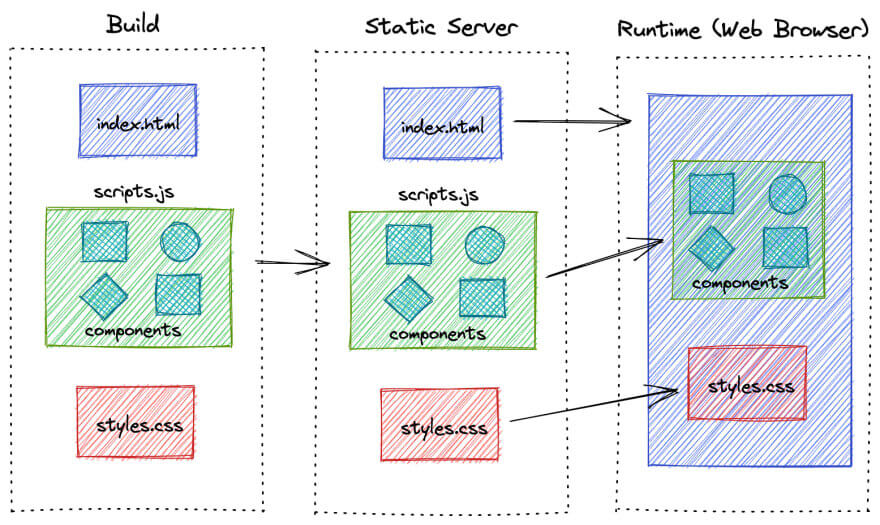 Build
index.html
scripts.js
components
styles.css
Static Server
index.html
scripts.js
components
styles.css
Runtime (Web Browser)
components
styles.css